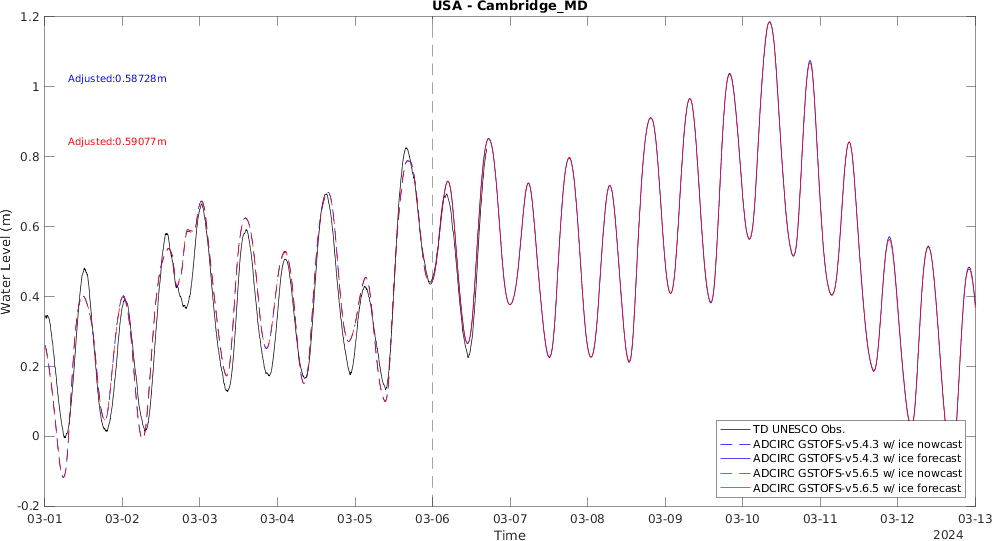 USA - Cambridge_MD
Adjusted:0.58728m
Adjusted:0.59077m
Water Level (m)
1.2
1
0.8
0.6
0.4
0.2
0
-0.2
TD UNESCO Obs.
ADCIRC GSTOFS-v5.4.3 w/ ice nowcast
ADCIRC GSTOFS-v5.4.3 w/ ice forecast
ADCIRC GSTOFS-v5.6.5 w/ ice nowcast
ADCIRC GSTOFS-v5.6.5 w/ ice forecast
03-01 03-02 03-03 03-04 03-05 03-06 03-07 03-08 03-09 03-10 03-11 03-12 03-13
Time
2024